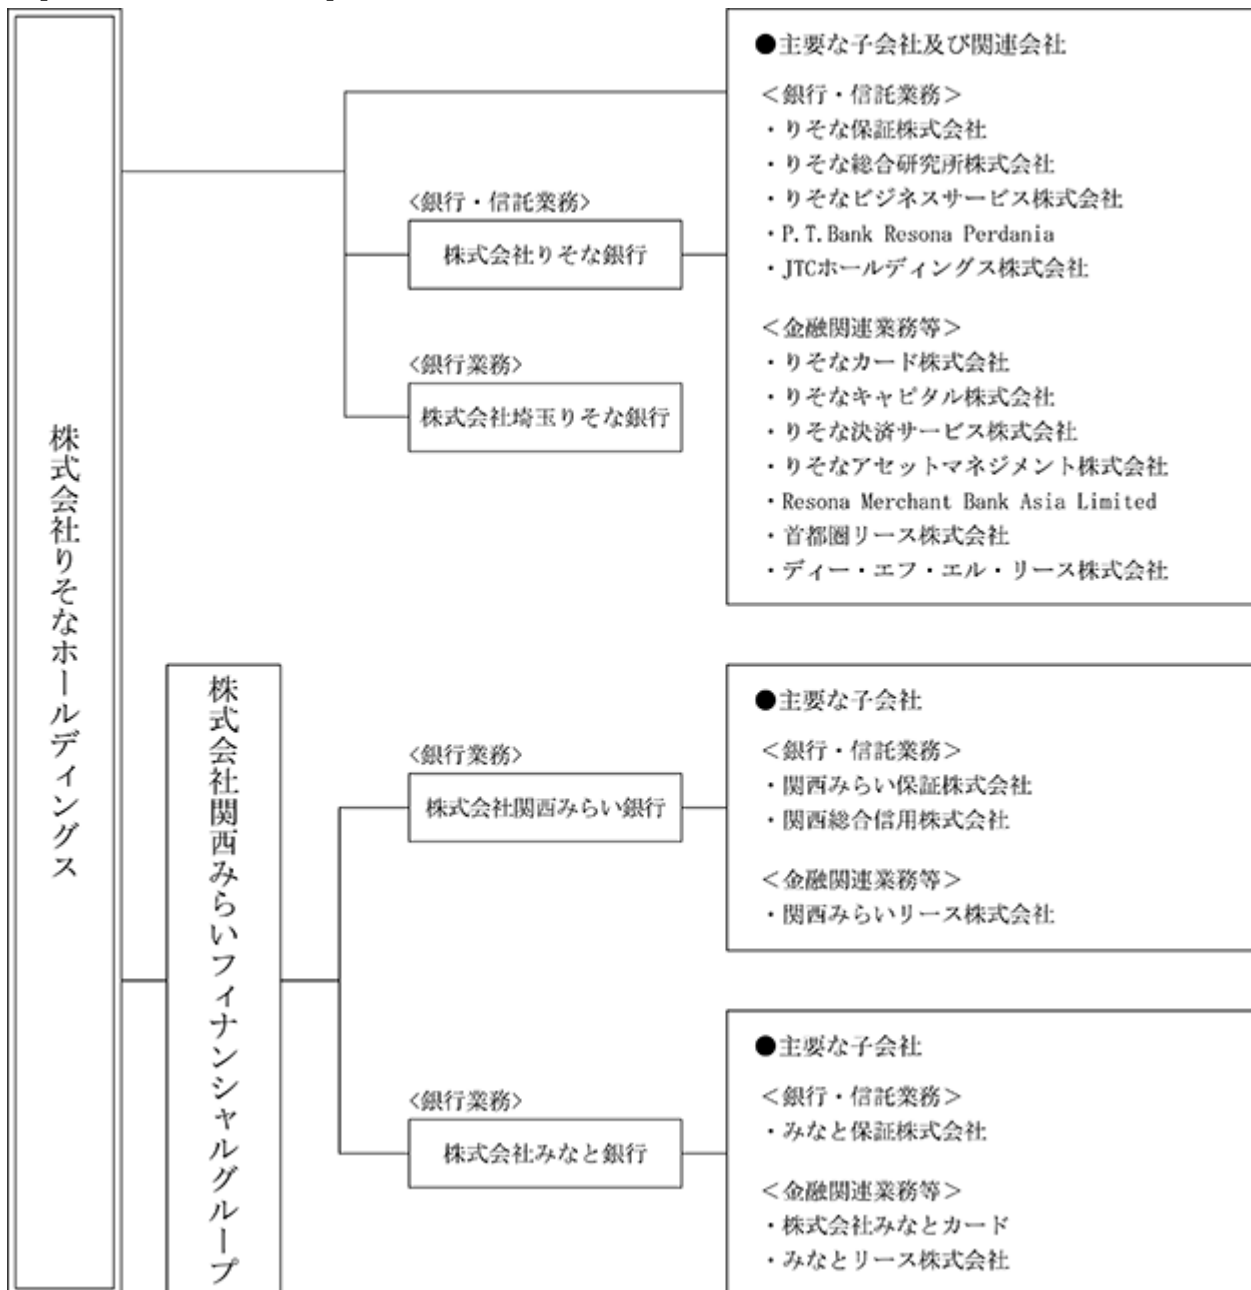 株式会社りそなホールディングス
●主要な子会社及び関連会社
＜銀行・信託業務＞
・りそな保証株式会社
・りそな総合研究所株式会社
・りそなビジネスサービス株式会社
・P.T.Bank Resona Perdania
・JTCホールディングス株式会社
＜金融関連業務等＞
・りそなカード株式会社
・りそなキャピタル株式会社
・りそな決済サービス株式会社
・りそなアセットマネジメント株式会社
・Resona Merchant Bank Asia Limited
・首都圏リース株式会社
・ディー・エフ・エル・リース株式会社
<銀行・信託業務>
株式会社りそな銀行
<銀行業務>
株式会社埼玉りそな銀行
株式会社関西みらいフィナンシャルグループ
<銀行業務>
株式会社関西みらい銀行
●主要な子会社
＜銀行・信託業務＞
・関西みらい保証株式会社
・関西総合信用株式会社
＜金融関連業務等＞
・関西みらいリース株式会社
<銀行業務>
株式会社みなと銀行
●主要な子会社
＜銀行・信託業務＞
・みなと保証株式会社
＜金融関連業務等＞
・株式会社みなとカード
・みなとリース株式会社